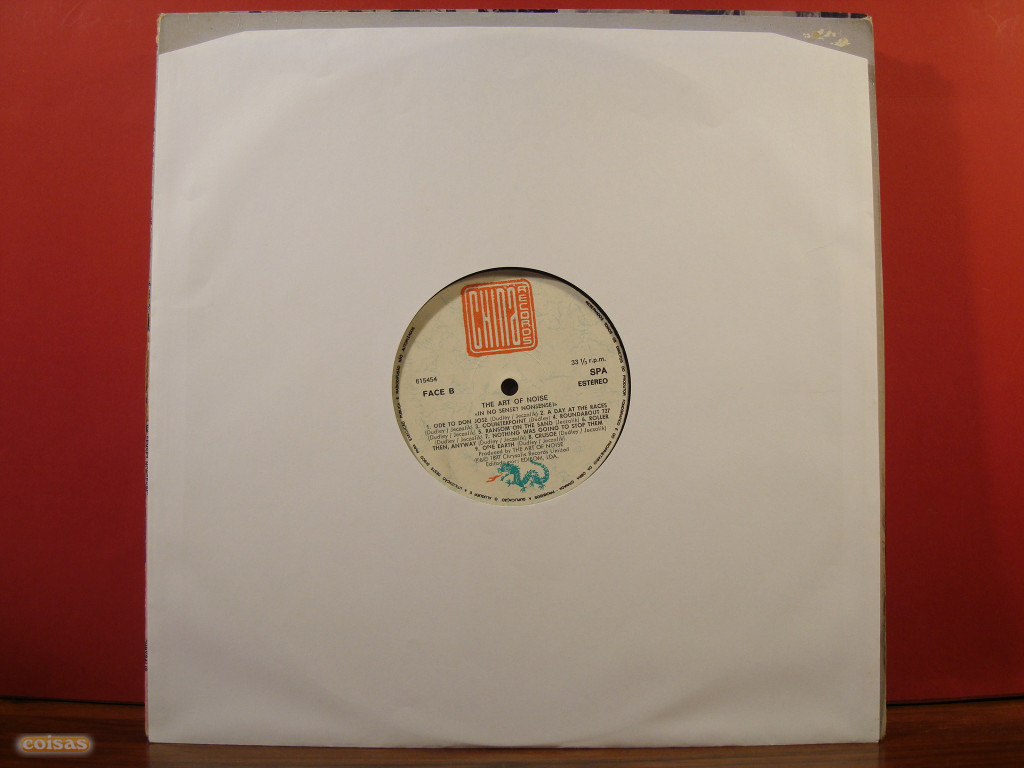 CHINA
RECORDS
33 ⅓ r.p.m.
615454
SPA
FACE B
ESTEREO
THE ART OF NOISE
«IN NO SENSE? NONSENSE!»
1. ODE TO DON JOSE (Dudley / Jeczalik) 2. A DAY AT THE RACES
(Dudley / Jeczalik) 3. COUNTERPOINT (Dudley) 4. ROUNDABOUT 727
(Dudley / Jeczalik) 5. RANSOM ON THE SAND (Jeczalik) 6. ROLLER
(Dudley / Jeczalik) 7. NOTHING WAS GOING TO STOP THEM
THEN, ANYWAY (Dudley / Jeczalik) 8. CRUSOE (Dudley / Jeczalik)
9. ONE EARTH (Dudley / Jeczalik)
Produced by THE ART OF NOISE
℗&© 1987 Chrysalis Records Limited
Editado por: EDISOM, LDA.
coisas